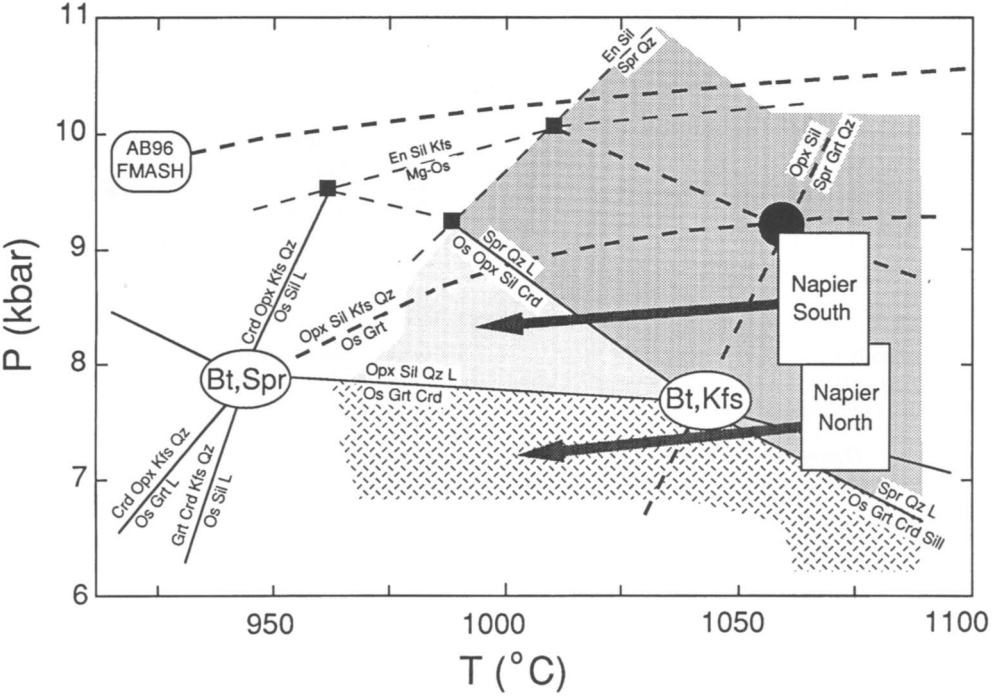 11
10
9
8
7
6
P (kbar)
950
1000
1050
1100
T (°C)
AB96
FMASH
En Sil
Spr Qz
En Sil Kfs
Mg-Os
Opx Sil
Spr Grt Qz
Crd Opx Kfs Qz
Os Sil L
Spr Qz L
Os Opx Sil Crd
Opx Sil Kfs Qz
Os Grt
Napier
South
Opx Sil Qz L
Os Grt Crd
Bt,Spr
Bt,Kfs
Napier
North
Crd Opx Kfs Qz
Os Grt L
Grt Crd Kfs Qz
Os Sil L
Spr Qz L
Os Grt Crd Sill